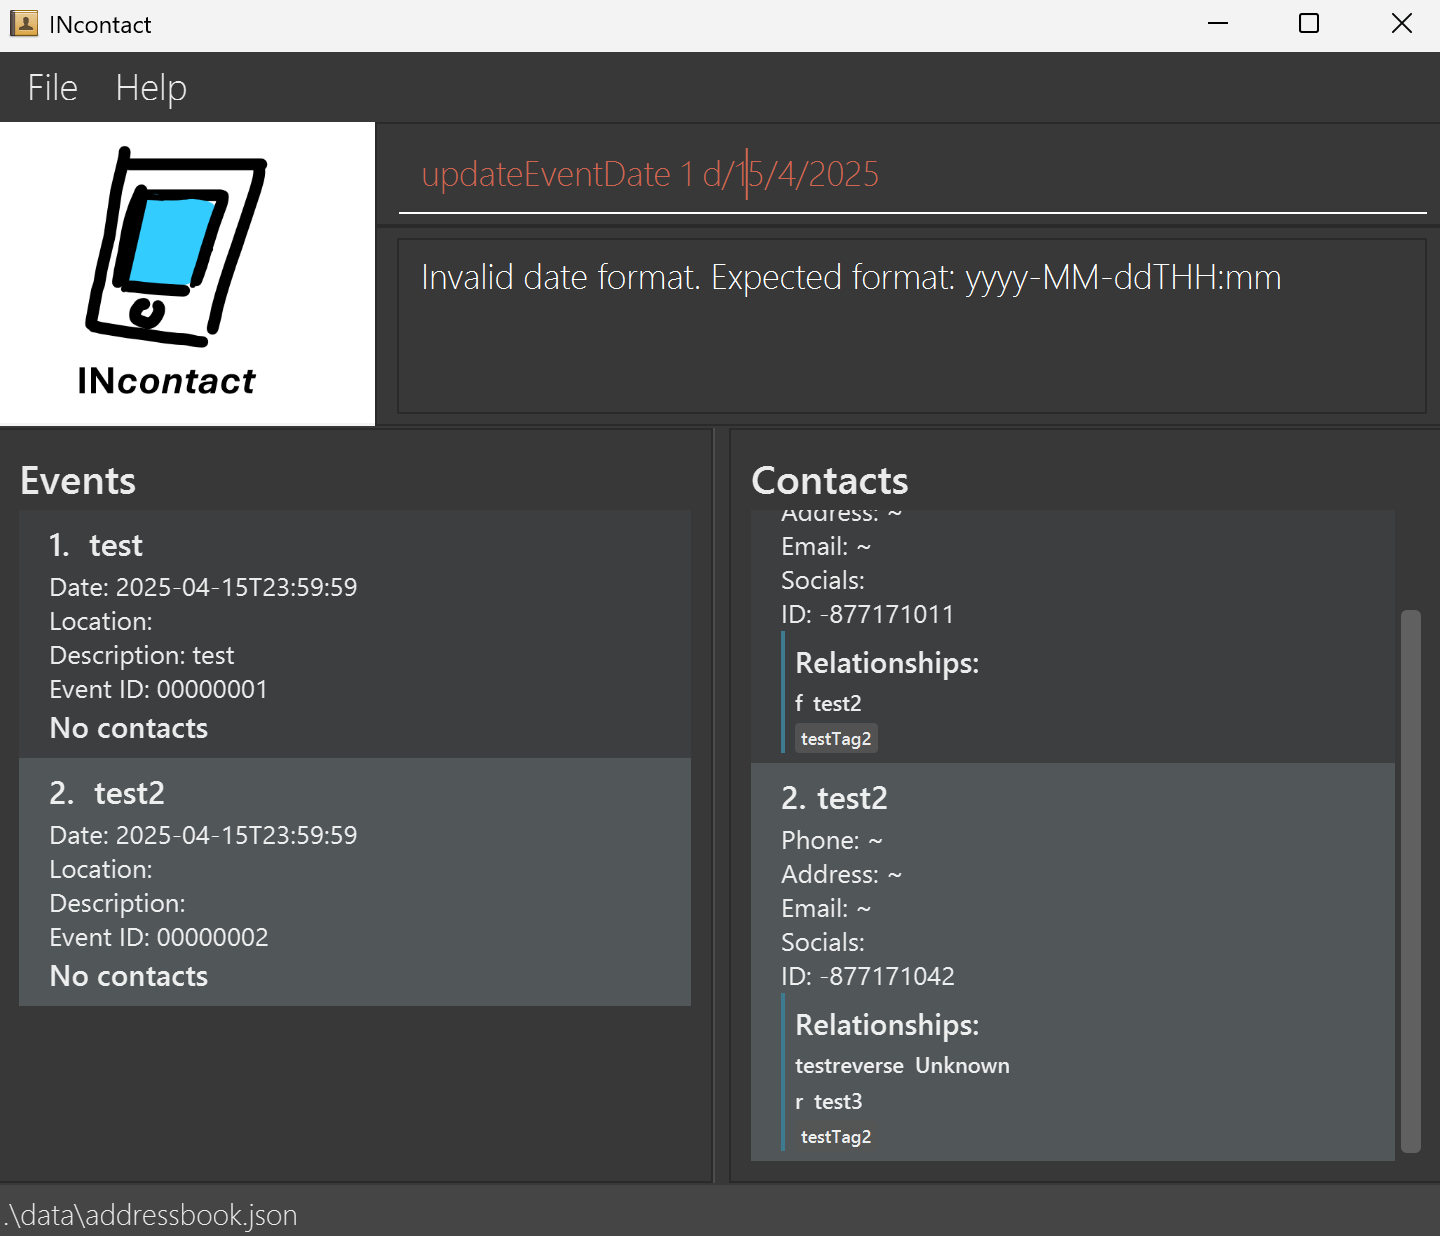 INcontact
File Help
updateEventDate 1 d/15/4/2025
Invalid date format. Expected format: yyyy-MM-ddTHH:mm
INcontact
Events
1. test
Date: 2025-04-15T23:59:59
Location:
Description: test
Event ID: 00000001
No contacts
2. test2
Date: 2025-04-15T23:59:59
Location:
Description:
Event ID: 00000002
No contacts
Contacts
Address: ~
Email: ~
Socials:
ID: -877171011
Relationships:
f test2
testTag2
2. test2
Phone: ~
Address: ~
Email: ~
Socials:
ID: -877171042
Relationships:
testreverse Unknown
r test3
testTag2
.\data\addressbook.json